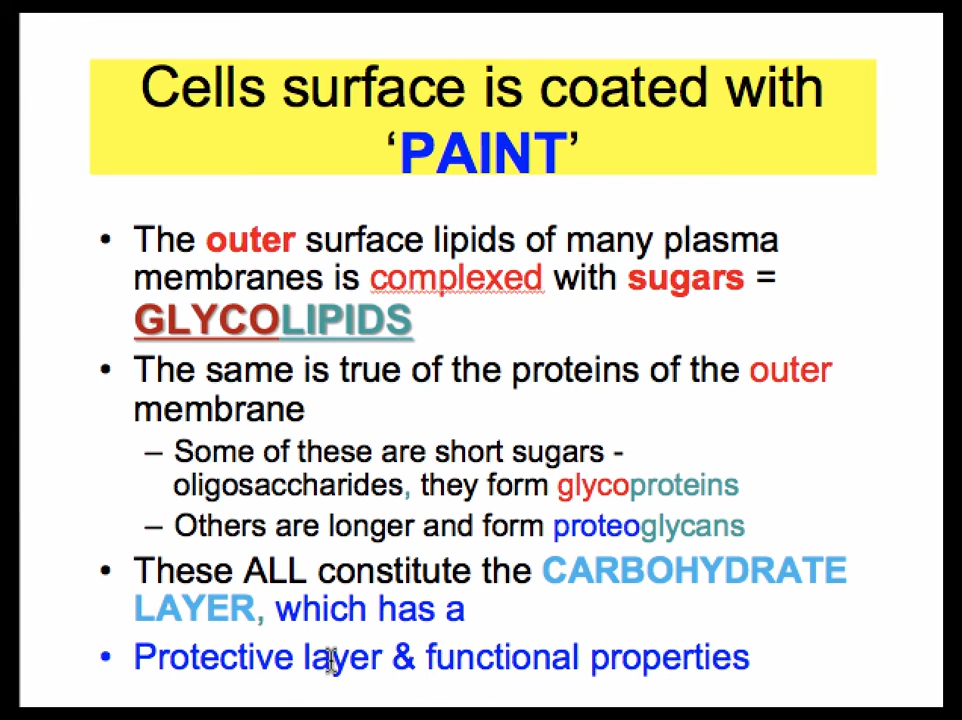 Cells surface is coated with
‘PAINT’
• The outer surface lipids of many plasma
membranes is complexed with sugars =
GLYCOLIPIDS
• The same is true of the proteins of the outer
membrane
– Some of these are short sugars -
oligosaccharides, they form glycoproteins
– Others are longer and form proteoglycans
• These ALL constitute the CARBOHYDRATE
LAYER, which has a
• Protective layer & functional properties